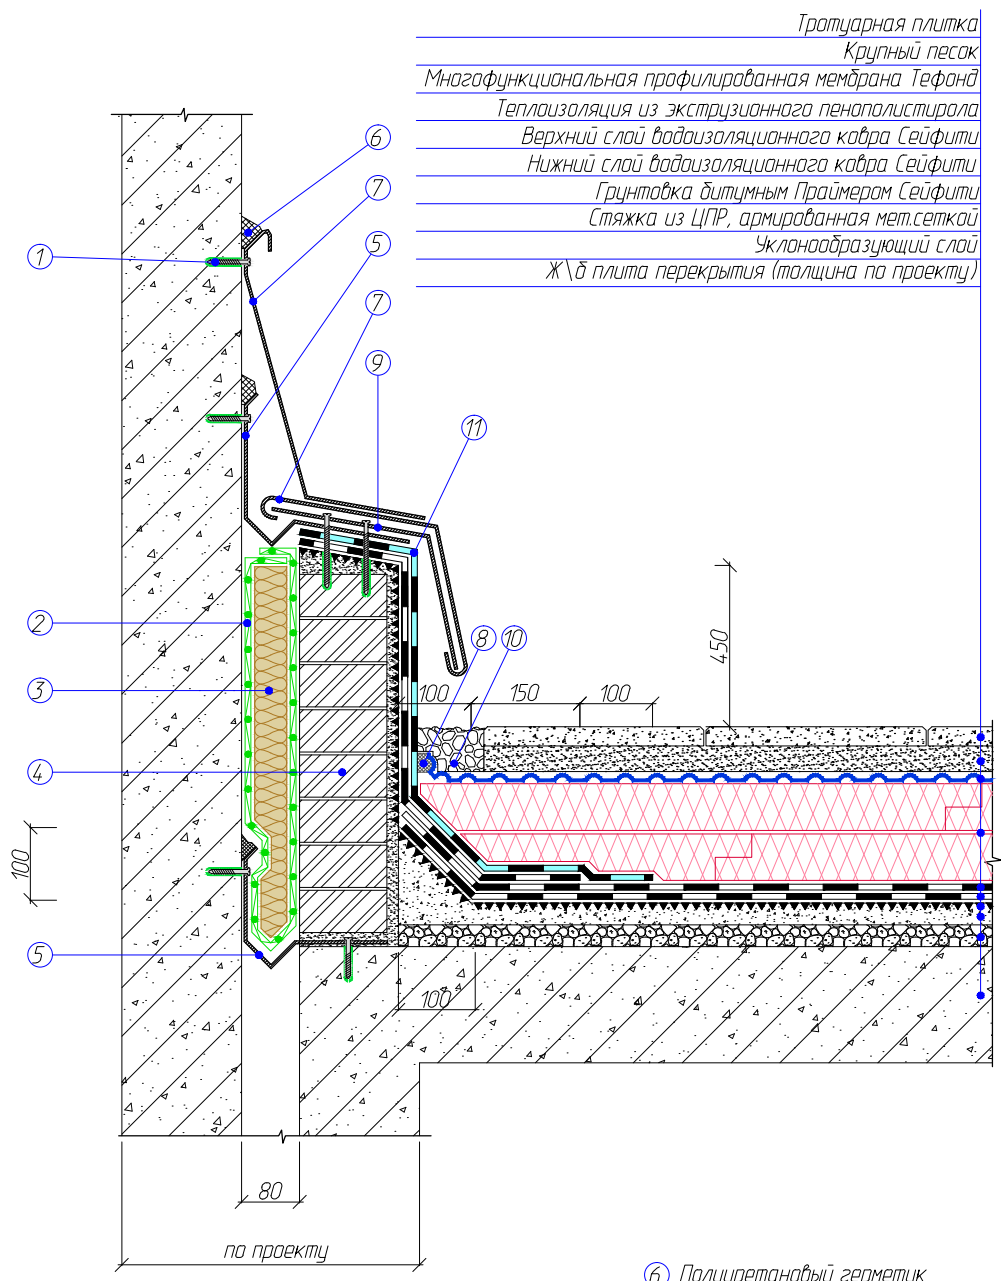 Тротуарная плитка
Крупный песок
Многофункциональная профилированная мембрана Тефонд
Теплоизоляция из экструзионного пенополистирола
Верхний слой водоизоляционного ковра Сейфити
Нижний слой водоизоляционного ковра Сейфити
Грунтовка битумным Праймером Сейфити
Стяжка из ЦПР, армированная мет.сеткой
Уклонообразующий слой
Ж\б плита перекрытия (толщина по проекту)
6
7
5
1
7
9
11
2
8
10
450
3
100
150
100
4
100
5
100
80
по проекту
6 Полиуретановый герметик